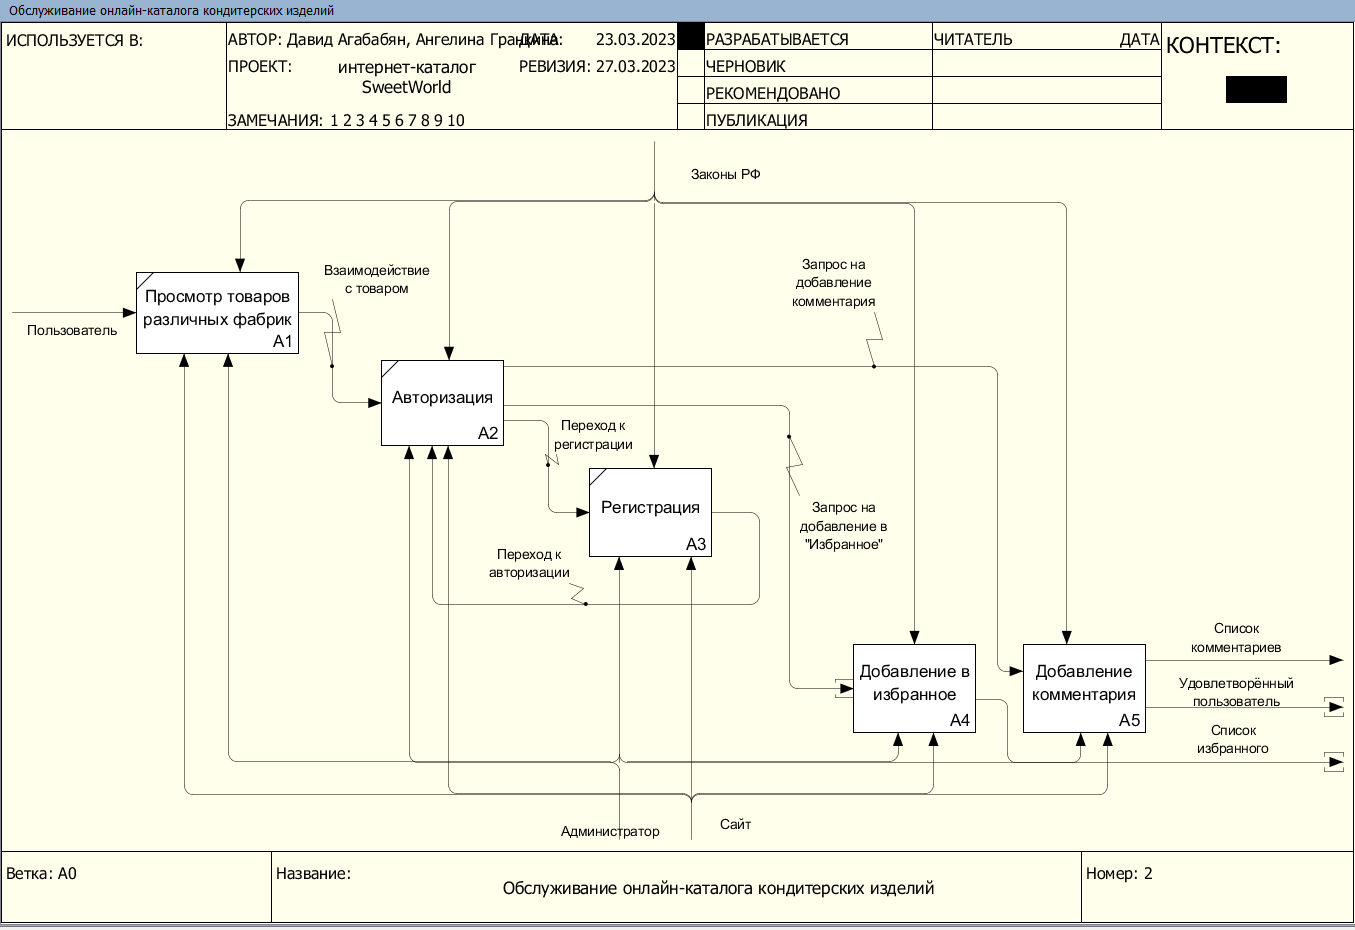 Обслуживание онлайн-каталога кондитерских изделий
ИСПОЛЬЗУЕТСЯ В:
АВТОР: Давид Агабабян, Ангелина Гранкина
ДАТА: 23.03.2023
ПРОЕКТ: интернет-каталог
SweetWorld
РЕВИЗИЯ: 27.03.2023
ЗАМЕЧАНИЯ: 1 2 3 4 5 6 7 8 9 10
РАЗРАБАТЫВАЕТСЯ
ЧЕРНОВИК
РЕКОМЕНДОВАНО
ПУБЛИКАЦИЯ
ЧИТАТЕЛЬ
ДАТА
КОНТЕКСТ:
Законы РФ
Взаимодействие
с товаром
Запрос на
добавление
комментария
Просмотр товаров
различных фабрик
A1
Пользователь
Авторизация
A2
Переход к
регистрации
Регистрация
A3
Запрос на
добавление в
"Избранное"
Переход к
авторизации
Добавление в
избранное
A4
Добавление
комментария
A5
Список
комментариев
Удовлетворённый
пользователь
Список
избранного
Администратор
Сайт
Ветка: A0
Название:
Обслуживание онлайн-каталога кондитерских изделий
Номер: 2